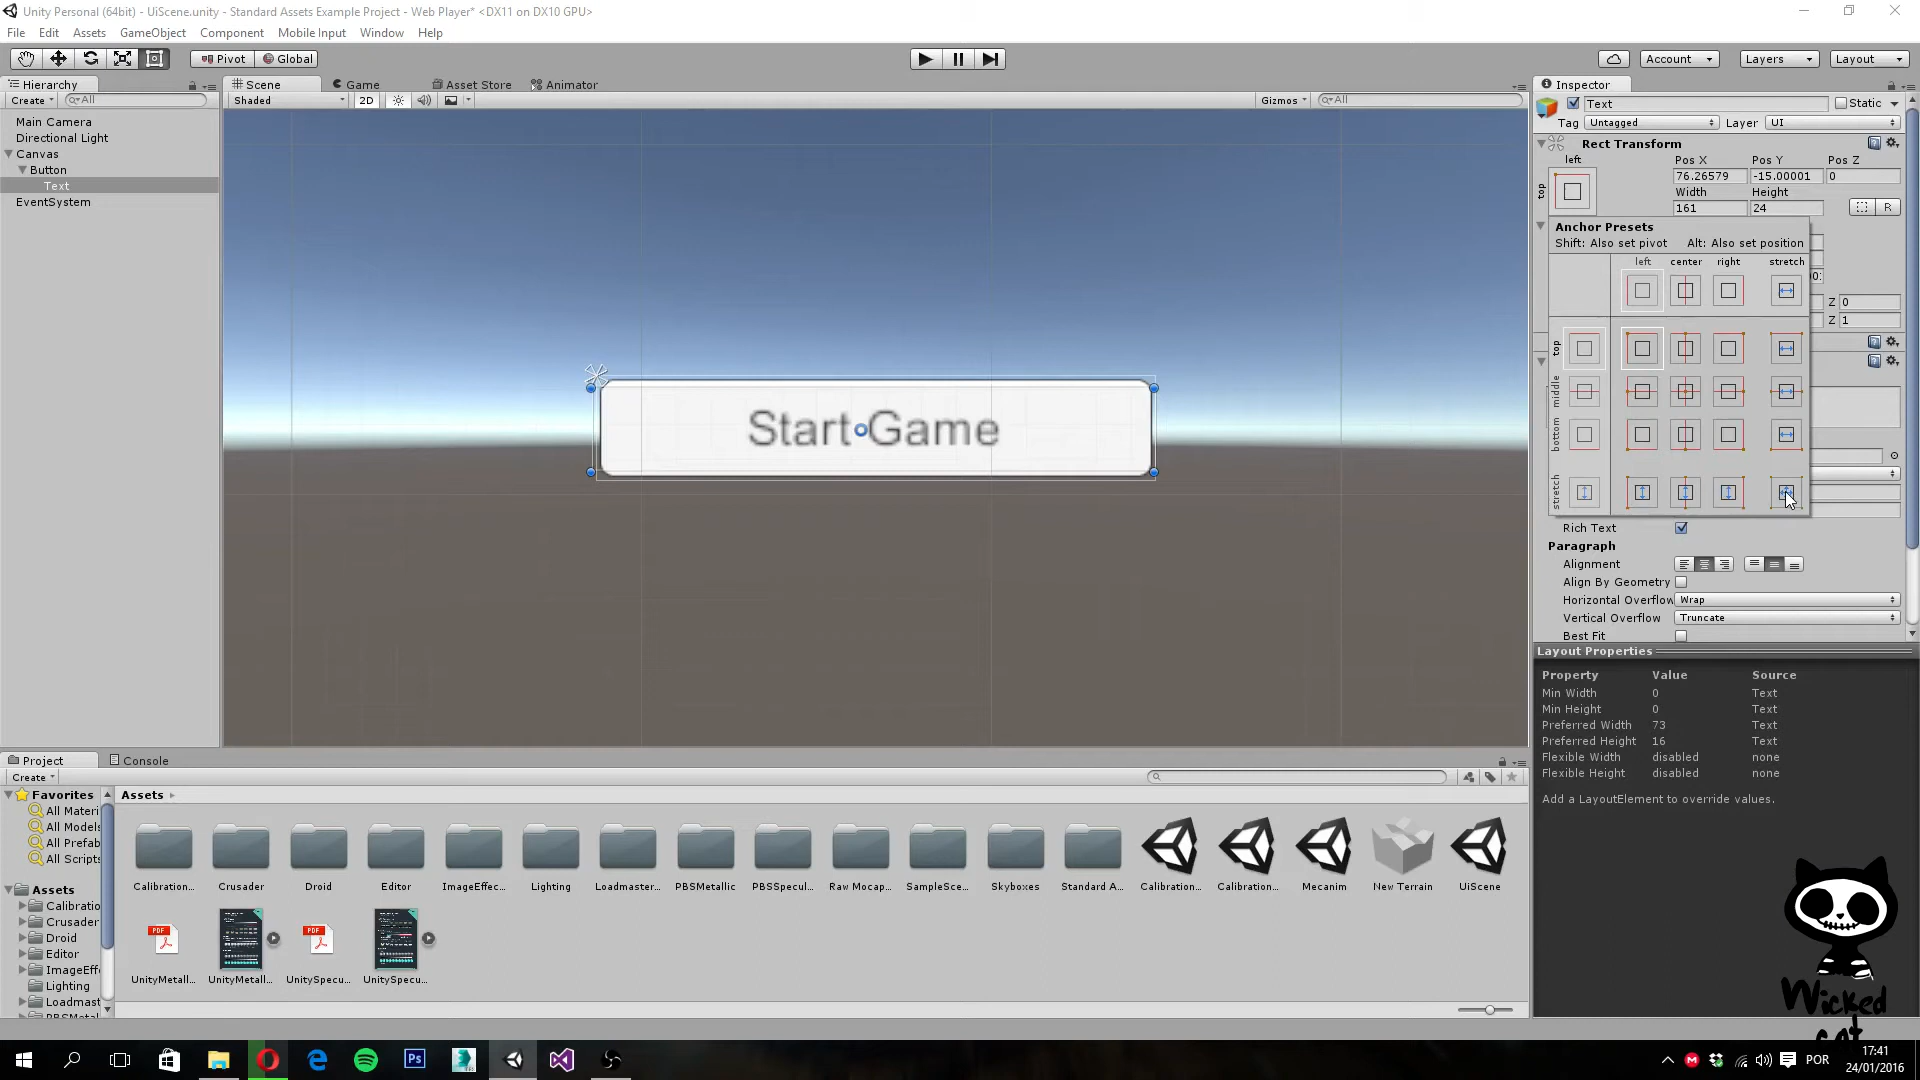 Unity Personal (64bit) - UiScene.unity - Standard Assets Example Project - Web Player* <DX11 on DX10 GPU>
File Edit Assets GameObject Component Mobile Input Window Help
Pivot Global Account Layers Layout
Hierarchy
Create All
Main Camera
Directional Light
Canvas
Button
Text
EventSystem
Scene Game Asset Store Animator
Shaded 2D Gizmos All
Start Game
Inspector
Text Static
Tag Untagged Layer UI
Rect Transform
left Pos X Pos Y Pos Z
top 76.26579 -15.00001 0
Width Height
161 24 R
Anchor Presets
Shift: Also set pivot Alt: Also set position
left center right stretch
top
middle
bottom
stretch
Z 0
Z 1
Rich Text
Paragraph
Alignment
Align By Geometry
Horizontal Overflow Wrap
Vertical Overflow Truncate
Best Fit
Layout Properties
Property Value Source
Min Width 0 Text
Min Height 0 Text
Preferred Width 73 Text
Preferred Height 16 Text
Flexible Width disabled none
Flexible Height disabled none
Add a LayoutElement to override values.
Project Console
Create
Favorites
All Materi
All Models
All Prefab
All Scripts
Assets
Calibratio
Crusader
Droid
Editor
ImageEff
Lighting
Loadmast
PBSMetal
Assets
Calibration... Crusader Droid Editor ImageEffec... Lighting Loadmaster... PBSMetallic PBSSpecul... Raw Mocap... SampleSce... Skyboxes Standard A... Calibration... Calibration... Mecanim New Terrain UiScene
PDF PDF
UnityMetall... UnityMetall... UnitySpecu... UnitySpecu...
Wicked
cat
Ps POR 17:41
24/01/2016